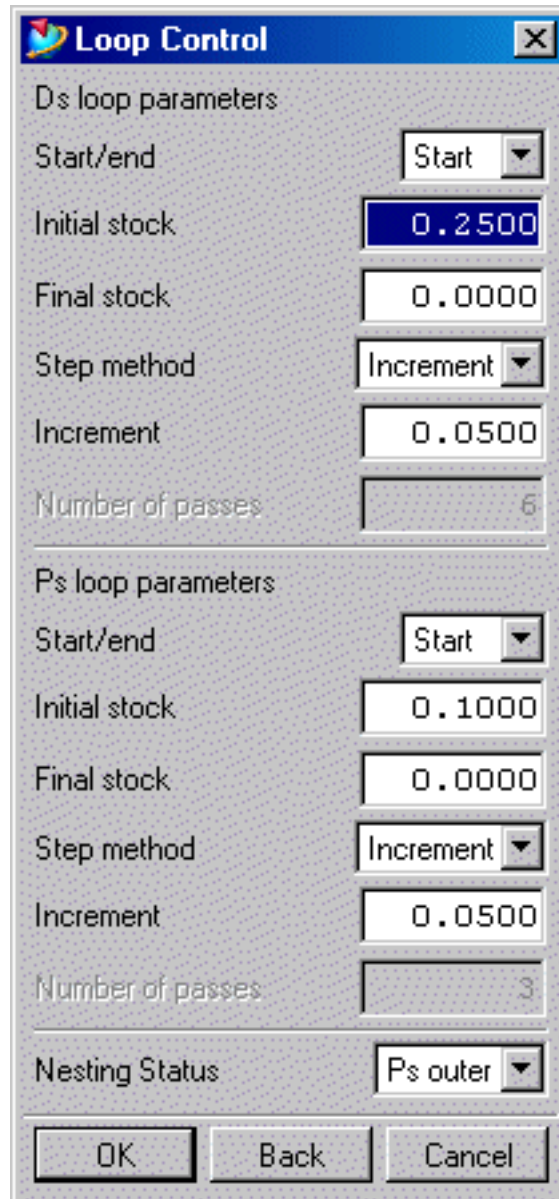 Loop Control
Ds loop parameters
Start/end Start
Initial stock 0.2500
Final stock 0.0000
Step method Increment
Increment 0.0500
Number of passes 6
Ps loop parameters
Start/end Start
Initial stock 0.1000
Final stock 0.0000
Step method Increment
Increment 0.0500
Number of passes 3
Nesting Status Ps outer
OK Back Cancel